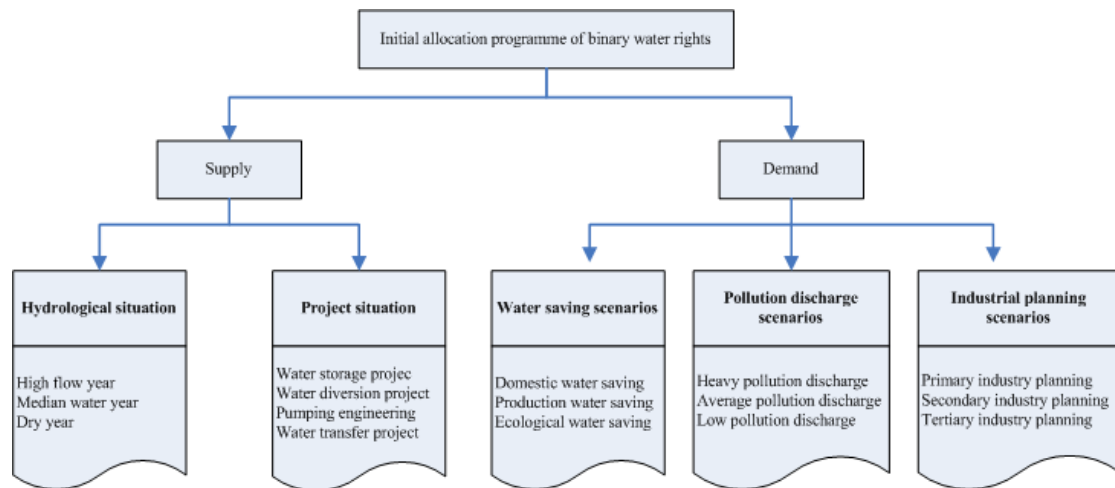 Initial allocation programme of binary water rights
Supply
Demand
Hydrological situation
High flow year
Median water year
Dry year
Project situation
Water storage projec
Water diversion project
Pumping engineering
Water transfer project
Water saving scenarios
Domestic water saving
Production water saving
Ecological water saving
Pollution discharge
scenarios
Heavy pollution discharge
Average pollution discharge
Low pollution discharge
Industrial planning
scenarios
Primary industry planning
Secondary industry planning
Tertiary industry planning